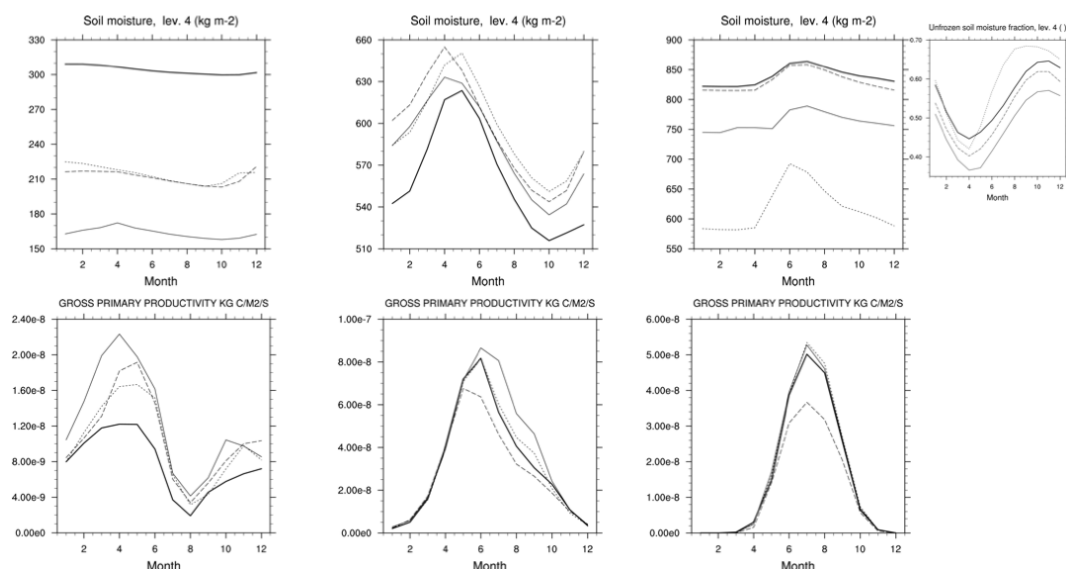 Soil moisture, lev. 4 (kg m-2)
330
300
270
240
210
180
150
2 4 6 8 10 12
Month
Soil moisture, lev. 4 (kg m-2)
660
630
600
570
540
510
2 4 6 8 10 12
Month
Soil moisture, lev. 4 (kg m-2)
900
850
800
750
700
650
600
550
2 4 6 8 10 12
Month
Unfrozen soil moisture fraction, lev. 4 ( )
0.70
0.60
0.50
0.40
2 4 6 8 10 12
Month
GROSS PRIMARY PRODUCTIVITY KG C/M2/S
2.40e-8
2.00e-8
1.60e-8
1.20e-8
8.00e-9
4.00e-9
0.00e0
2 4 6 8 10 12
Month
GROSS PRIMARY PRODUCTIVITY KG C/M2/S
1.00e-7
8.00e-8
6.00e-8
4.00e-8
2.00e-8
0.00e0
2 4 6 8 10 12
Month
GROSS PRIMARY PRODUCTIVITY KG C/M2/S
6.00e-8
5.00e-8
4.00e-8
3.00e-8
2.00e-8
1.00e-8
0.00e0
2 4 6 8 10 12
Month